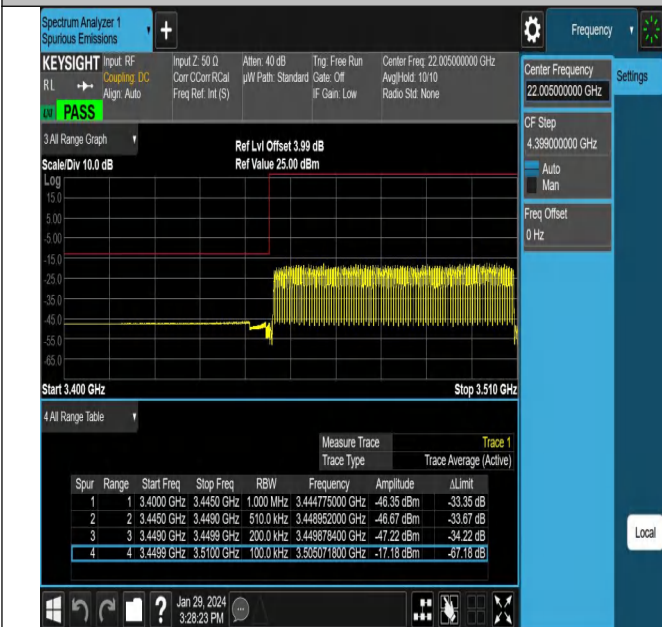 Spectrum Analyzer 1
Spurious Emissions
+
Frequency
KEYSIGHT Input: RF
Coupling: DC
Align: Auto
RL
PASS
Input Z: 50 Ω
Corr CCorr RCal
Freq Ref: Int (S)
Atten: 40 dB
µW Path: Standard
Trig: Free Run
Gate: Off
IF Gain: Low
Center Freq: 22.005000000 GHz
Avg|Hold: 10/10
Radio Std: None
Center Frequency
22.005000000 GHz
Settings
CF Step
4.399000000 GHz
Auto
Man
Freq Offset
0 Hz
3 All Range Graph
Scale/Div 10.0 dB
Ref Lvl Offset 3.99 dB
Ref Value 25.00 dBm
Log
15.0
5.00
-5.00
-15.0
-25.0
-35.0
-45.0
-55.0
-65.0
Start 3.400 GHz Stop 3.510 GHz
4 All Range Table
Measure Trace Trace 1
Trace Type Trace Average (Active)
Spur Range Start Freq Stop Freq RBW Frequency Amplitude ΔLimit
1 1 3.4000 GHz 3.4450 GHz 1.000 MHz 3.444775000 GHz -46.35 dBm -33.35 dB
2 2 3.4450 GHz 3.4490 GHz 510.0 kHz 3.448952000 GHz -46.67 dBm -33.67 dB
3 3 3.4490 GHz 3.4499 GHz 200.0 kHz 3.449878400 GHz -47.22 dBm -34.22 dB
4 4 3.4499 GHz 3.5100 GHz 100.0 kHz 3.505071800 GHz -17.18 dBm -67.18 dB
Local
?
Jan 29, 2024
3:28:23 PM